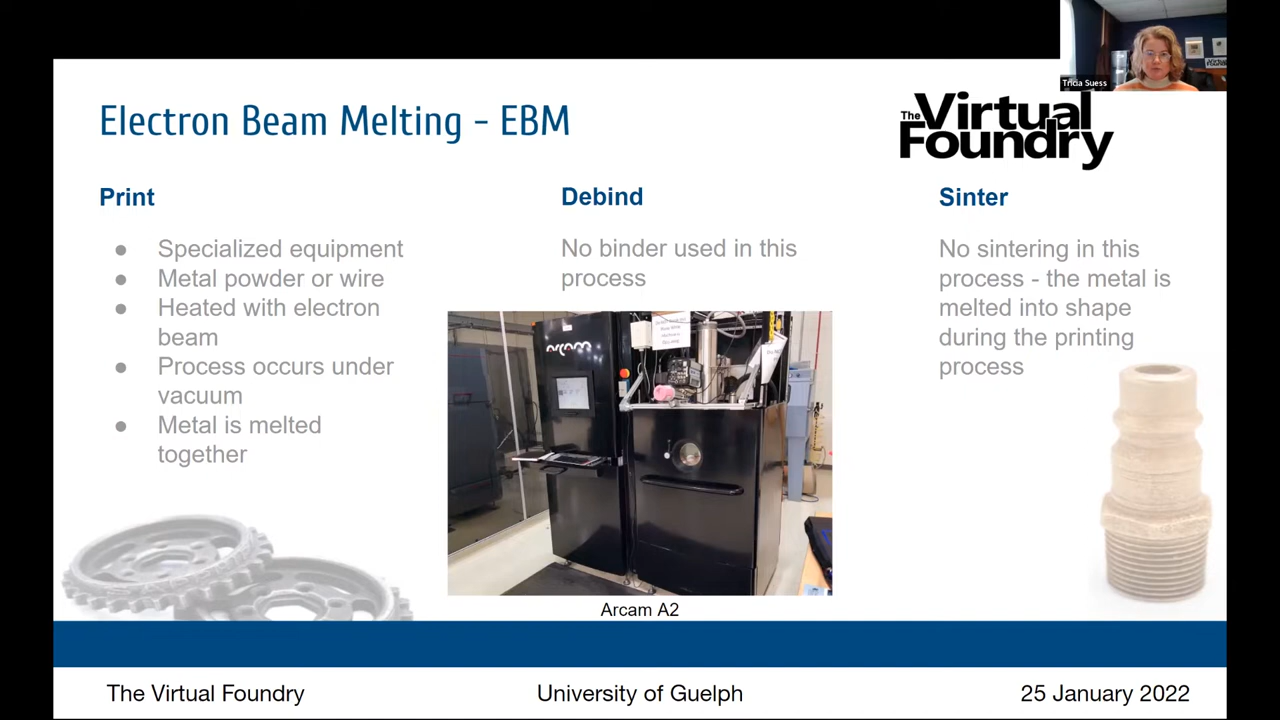 Tricia Suess
Electron Beam Melting - EBM
The Virtual
Foundry
Print
● Specialized equipment
● Metal powder or wire
● Heated with electron
beam
● Process occurs under
vacuum
● Metal is melted
together
Debind
No binder used in this
process
Sinter
No sintering in this
process - the metal is
melted into shape
during the printing
process
arcam
Arcam A2
The Virtual Foundry
University of Guelph
25 January 2022